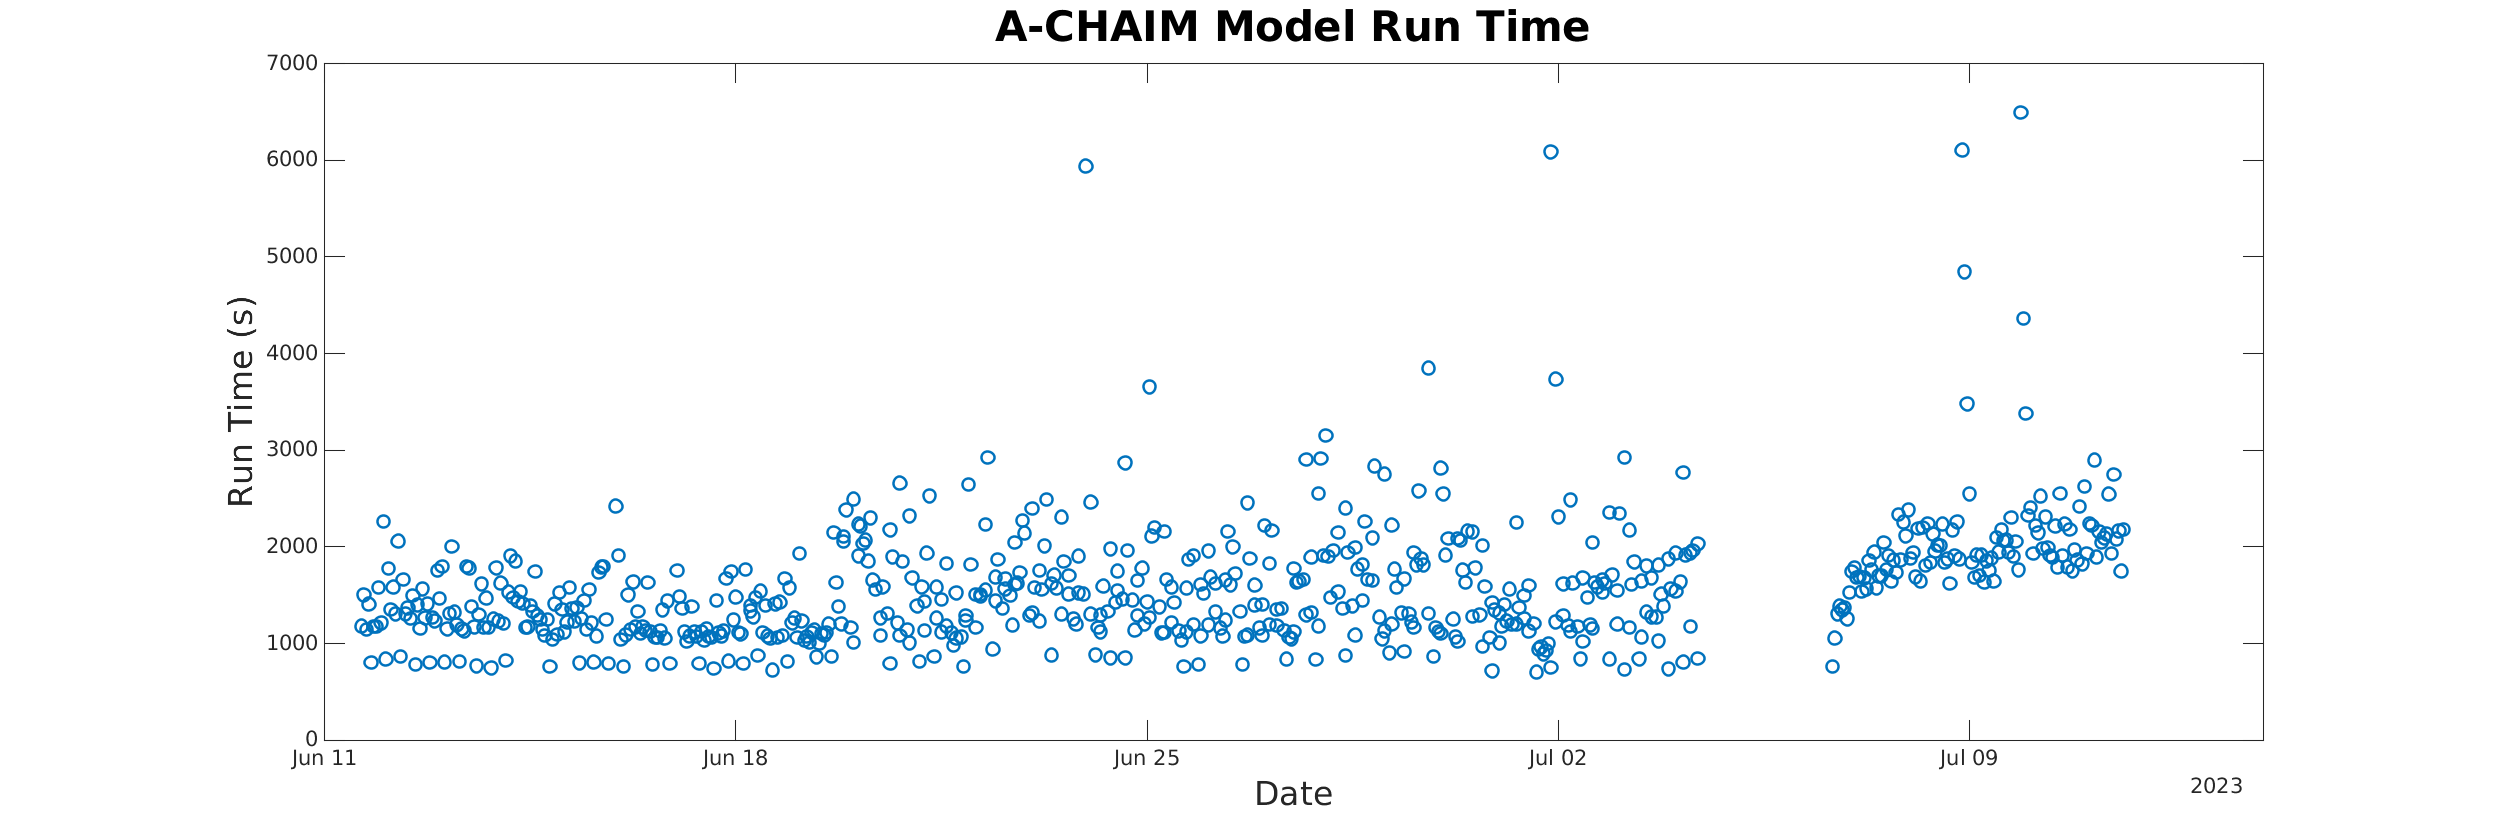 A-CHAIM Model Run Time
7000
6000
5000
4000
3000
2000
1000
0
Run Time (s)
Jun 11 Jun 18 Jun 25 Jul 02 Jul 09
Date
2023